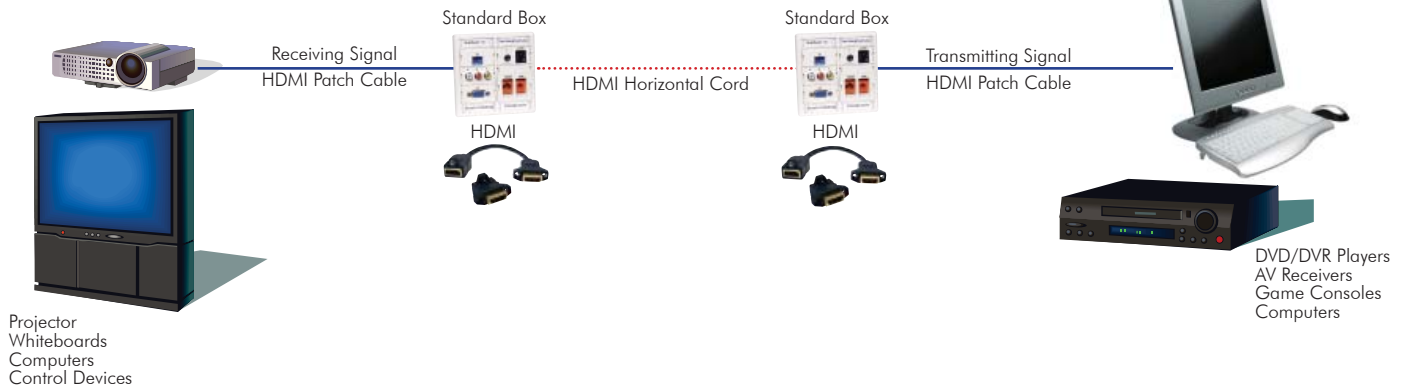 Standard Box
Standard Box
Receiving Signal
HDMI Patch Cable
HDMI Horizontal Cord
Transmitting Signal
HDMI Patch Cable
HDMI
HDMI
Projector
Whiteboards
Computers
Control Devices
DVD/DVR Players
AV Receivers
Game Consoles
Computers